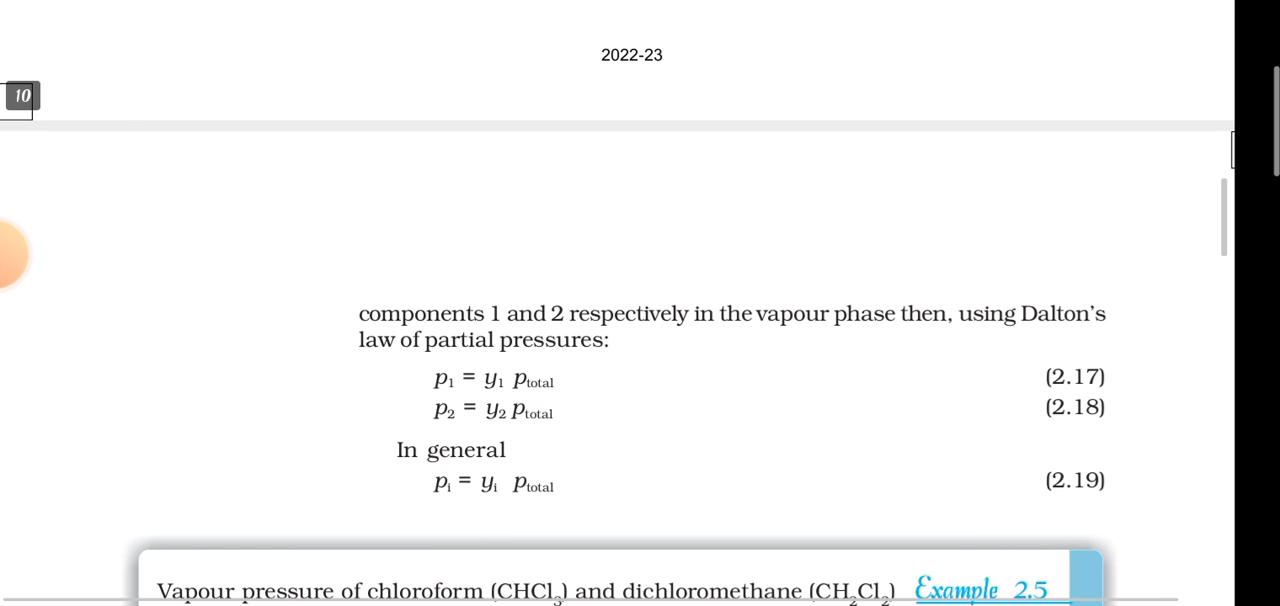 2022-23
10
components 1 and 2 respectively in the vapour phase then, using Dalton's
law of partial pressures:
p₁ = y₁ p_total (2.17)
p₂ = y₂ p_total (2.18)
In general
pᵢ = yᵢ p_total (2.19)
Vapour pressure of chloroform (CHCl₃) and dichloromethane (CH₂Cl₂) Example 2.5